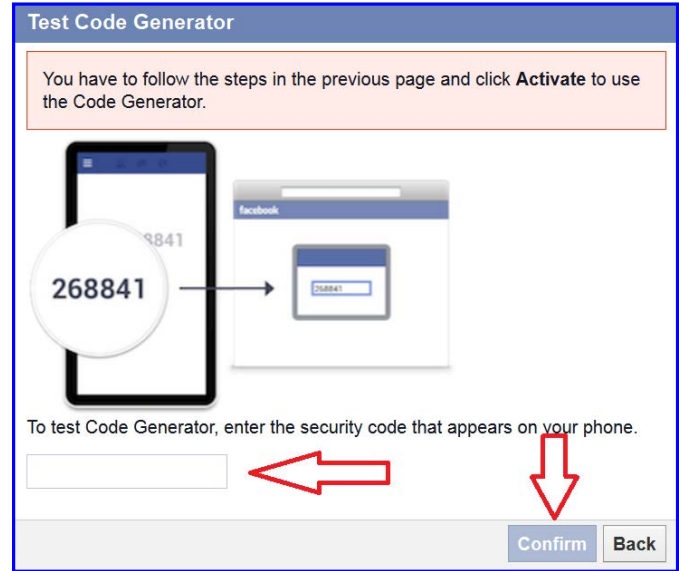 Test Code Generator
You have to follow the steps in the previous page and click Activate to use
the Code Generator.
8841
facebook
268841
268841
To test Code Generator, enter the security code that appears on your phone.
Confirm Back